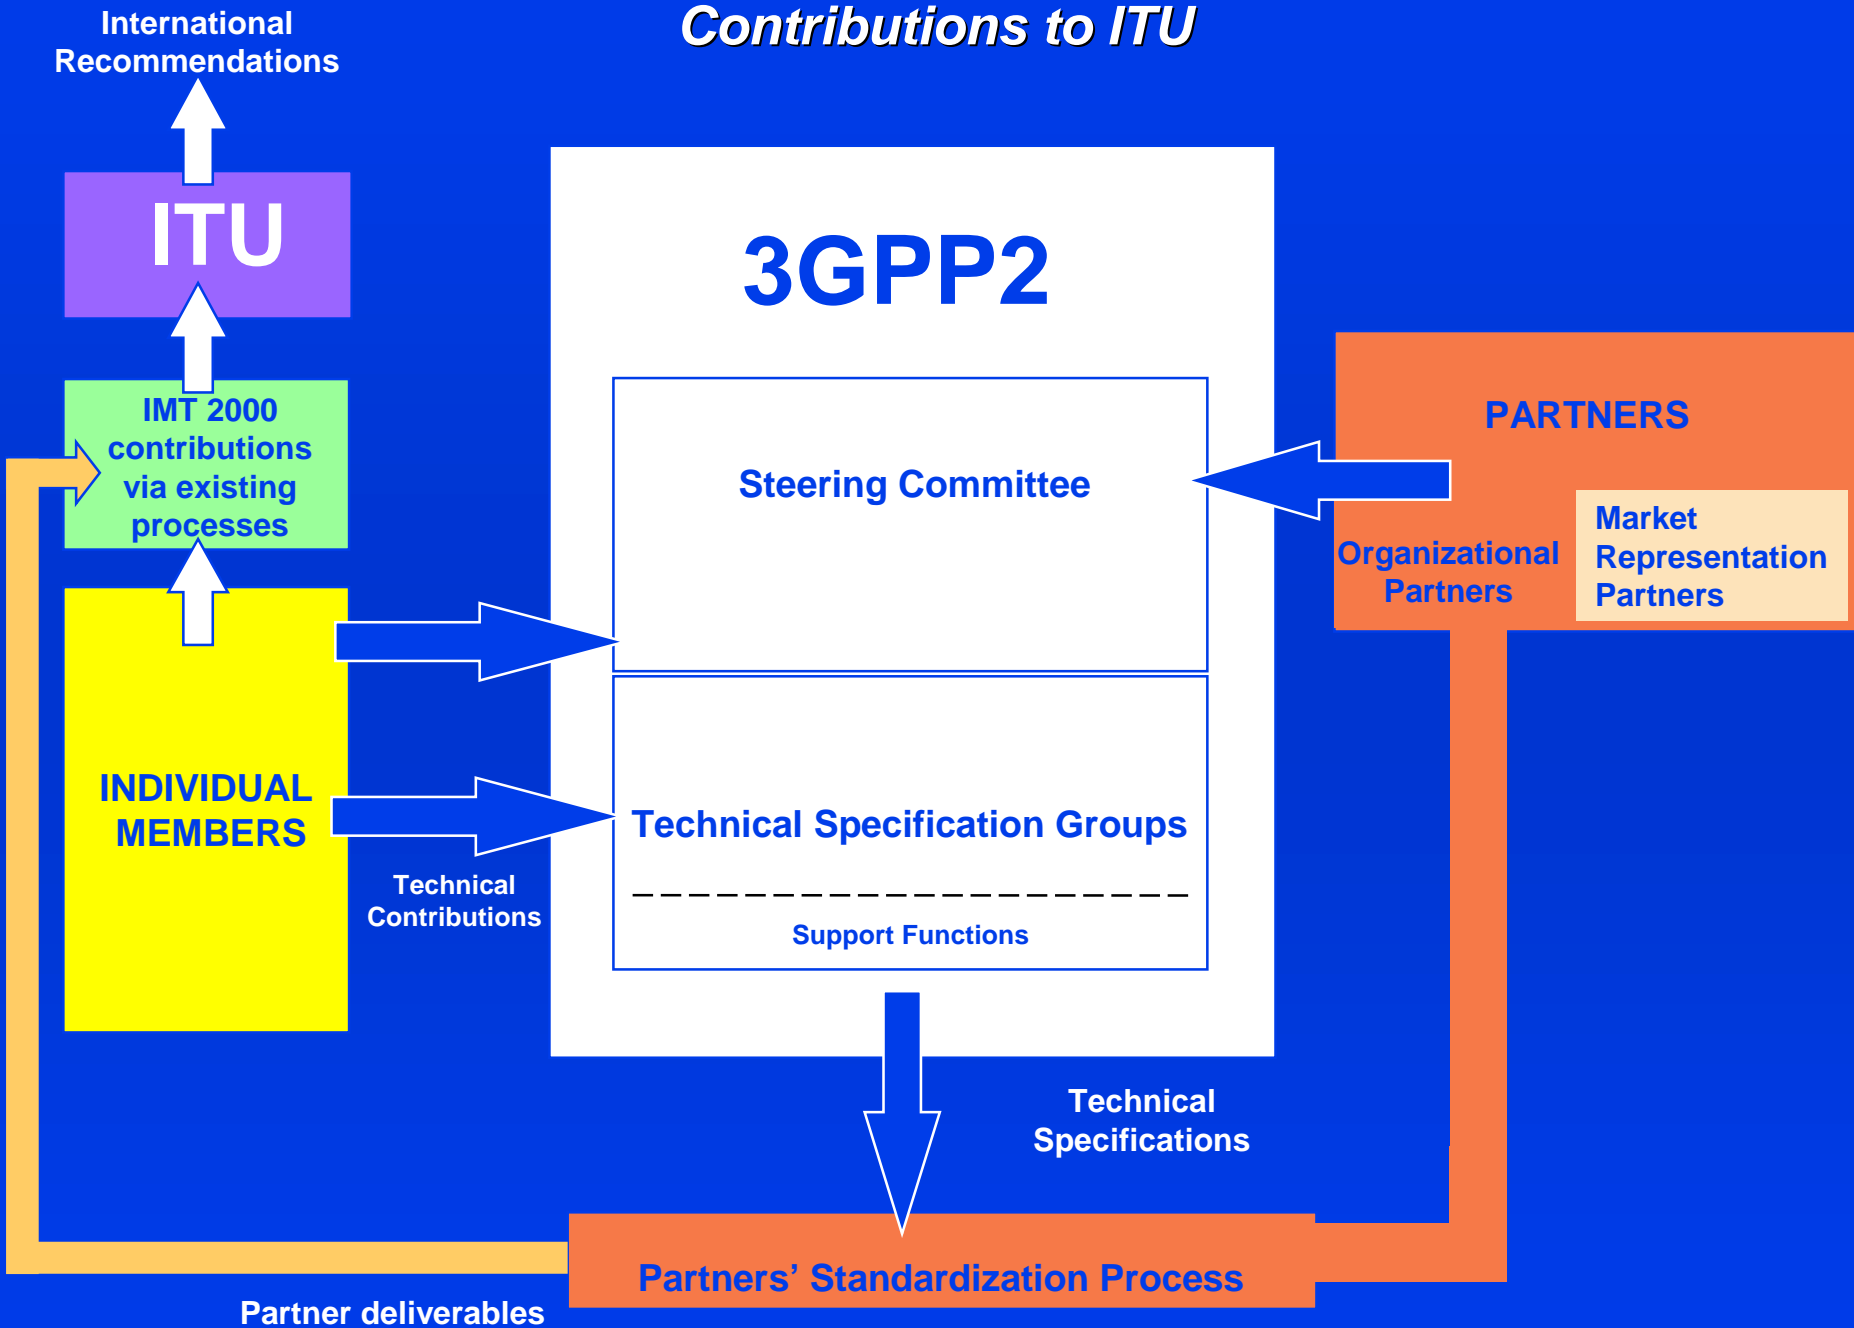 Contributions to ITU
International
Recommendations
ITU
IMT 2000
contributions
via existing
processes
INDIVIDUAL
MEMBERS
Technical
Contributions
3GPP2
Steering Committee
Technical Specification Groups
Support Functions
PARTNERS
Organizational
Partners
Market
Representation
Partners
Technical
Specifications
Partners’ Standardization Process
Partner deliverables